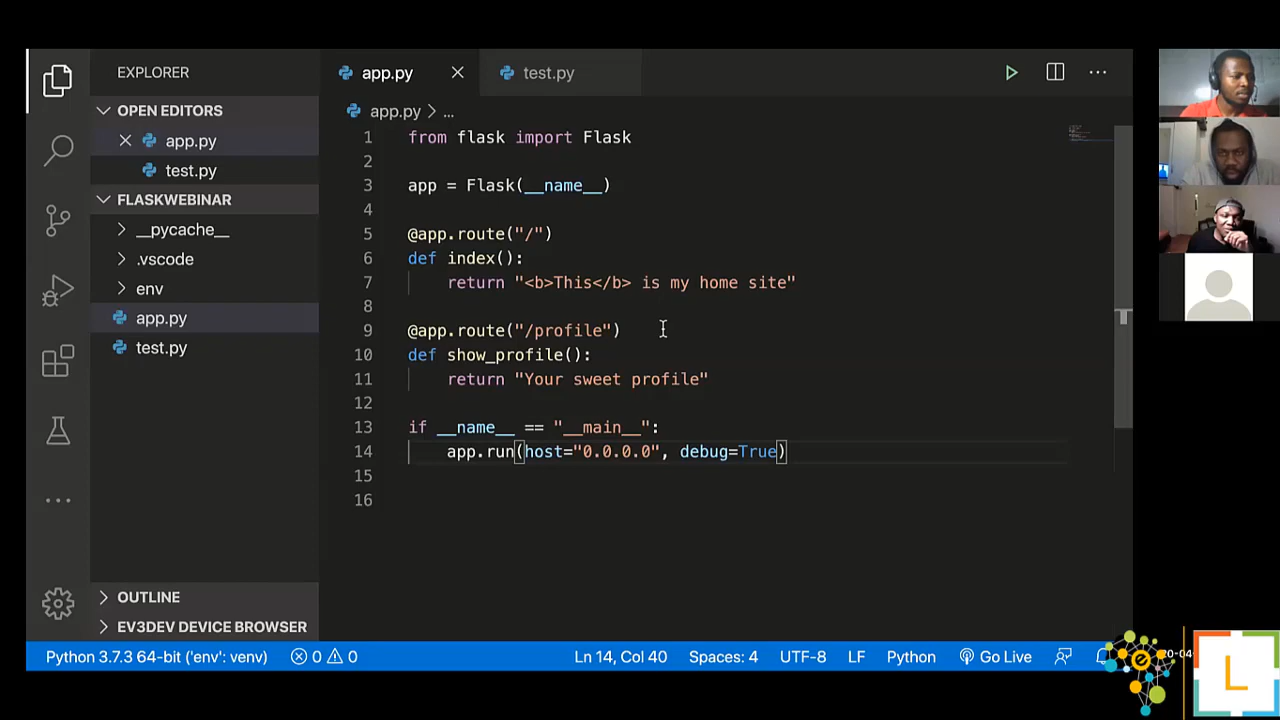 EXPLORER
OPEN EDITORS
app.py
test.py
FLASKWEBINAR
__pycache__
.vscode
env
app.py
test.py
OUTLINE
EV3DEV DEVICE BROWSER
app.py
test.py
app.py > ...
1 from flask import Flask
2
3 app = Flask(__name__)
4
5 @app.route("/")
6 def index():
7 return "<b>This</b> is my home site"
8
9 @app.route("/profile")
10 def show_profile():
11 return "Your sweet profile"
12
13 if __name__ == "__main__":
14 app.run(host="0.0.0.0", debug=True)
15
16
Python 3.7.3 64-bit ('env': venv) 0 0 Ln 14, Col 40 Spaces: 4 UTF-8 LF Python Go Live
L